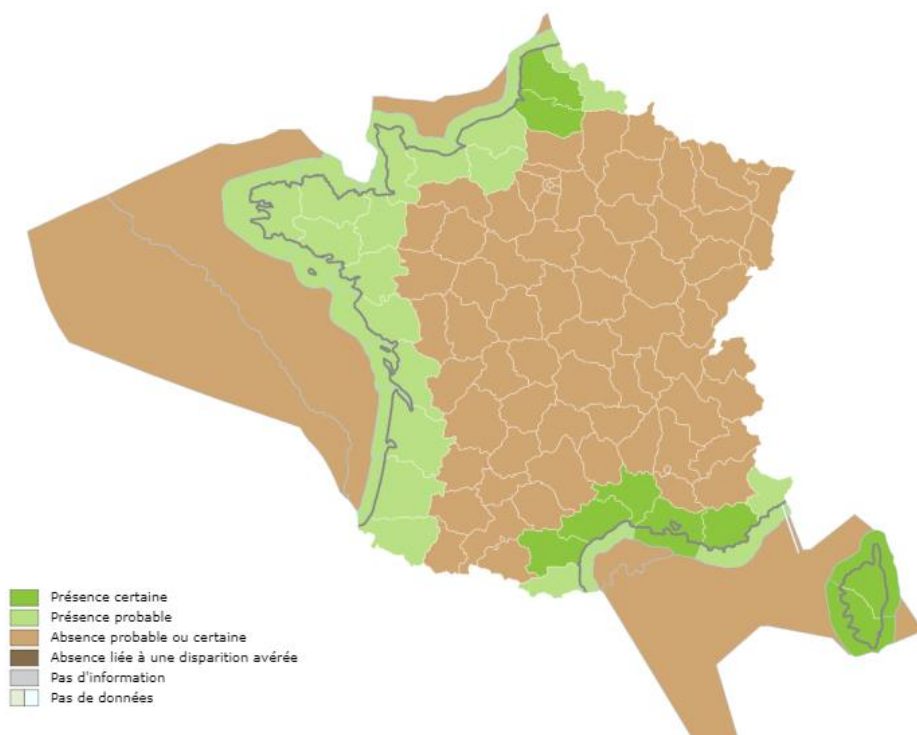 Présence certaine
Présence probable
Absence probable ou certaine
Absence liée à une disparition avérée
Pas d'information
Pas de données